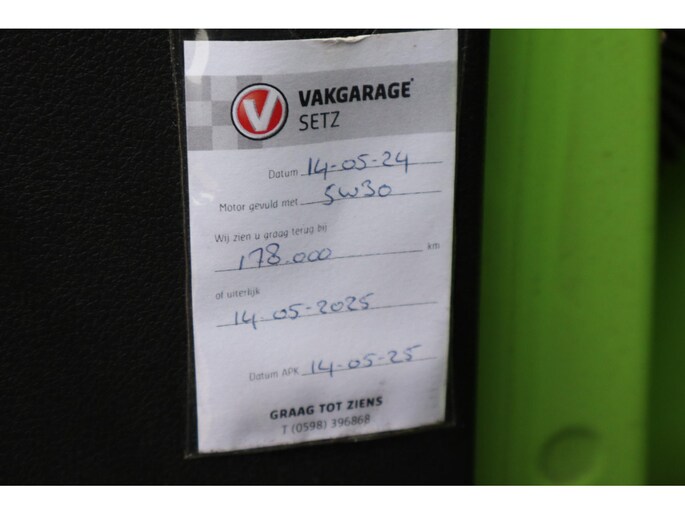 V VAKGARAGE
SETZ
Datum 14-05-24
Motor gevuld met 5W30
Wij zien u graag terug bij
178.000 km
of uiterlijk
14-05-2025
Datum APK 14-05-25
GRAAG TOT ZIENS
T (0598) 396868